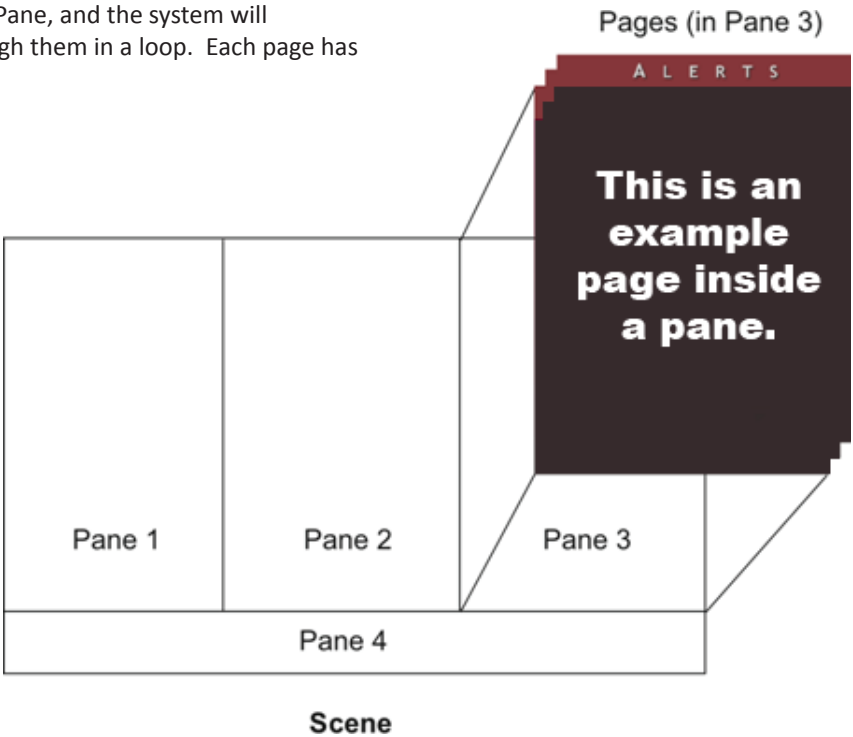 Pane, and the system will
gh them in a loop. Each page has
Pages (in Pane 3)
ALERTS
This is an
example
page inside
a pane.
Pane 1
Pane 2
Pane 3
Pane 4
Scene